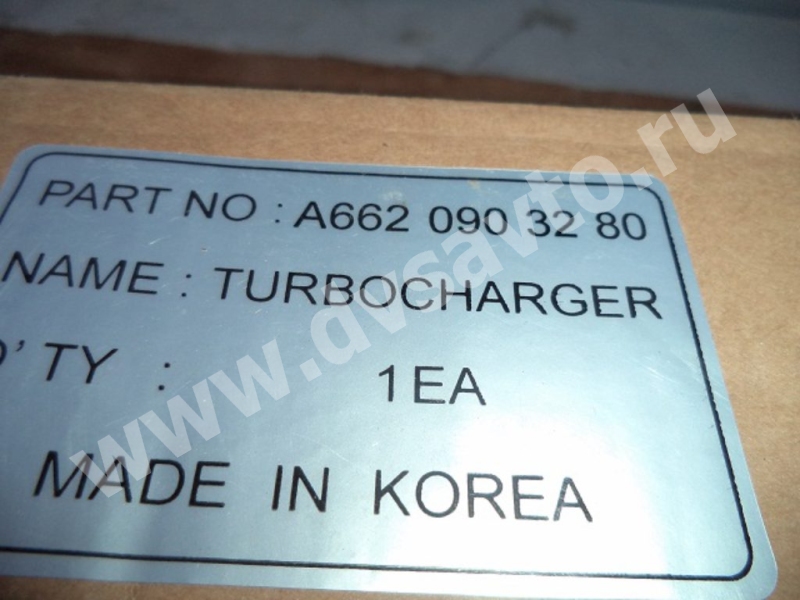 PART NO : A662 090 32 80
NAME : TURBOCHARGER
Q' TY : 1EA
MADE IN KOREA
www.dvsavto.ru